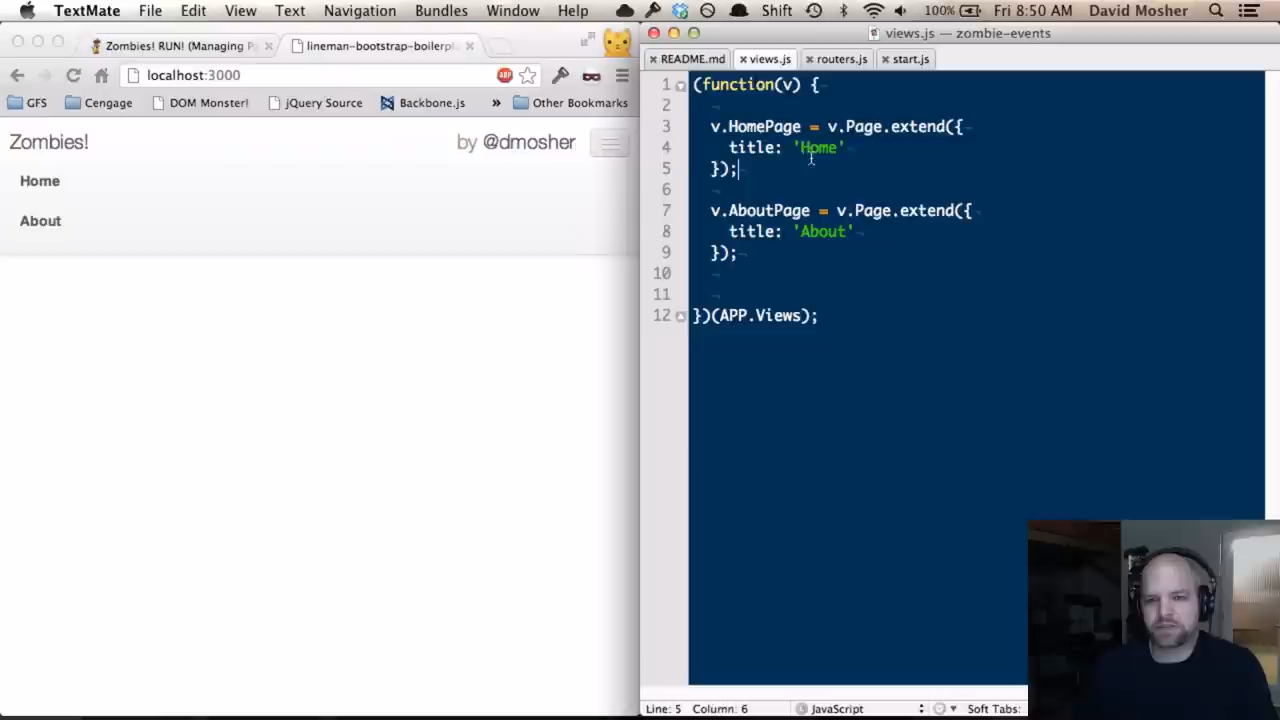 TextMate File Edit View Text Navigation Bundles Window Help Shift 100% Fri 8:50 AM David Mosher
Zombies! RUN! (Managing P
lineman-bootstrap-boilerpl
localhost:3000
ABP
GFS Cengage DOM Monster! jQuery Source Backbone.js » Other Bookmarks
Zombies!
by @dmosher
Home
About
views.js — zombie-events
README.md views.js routers.js start.js
1 (function(v) {
2
3 v.HomePage = v.Page.extend({
4 title: 'Home'
5 });
6
7 v.AboutPage = v.Page.extend({
8 title: 'About'
9 });
10
11
12 })(APP.Views);
Line: 5 Column: 6 JavaScript Soft Tabs: